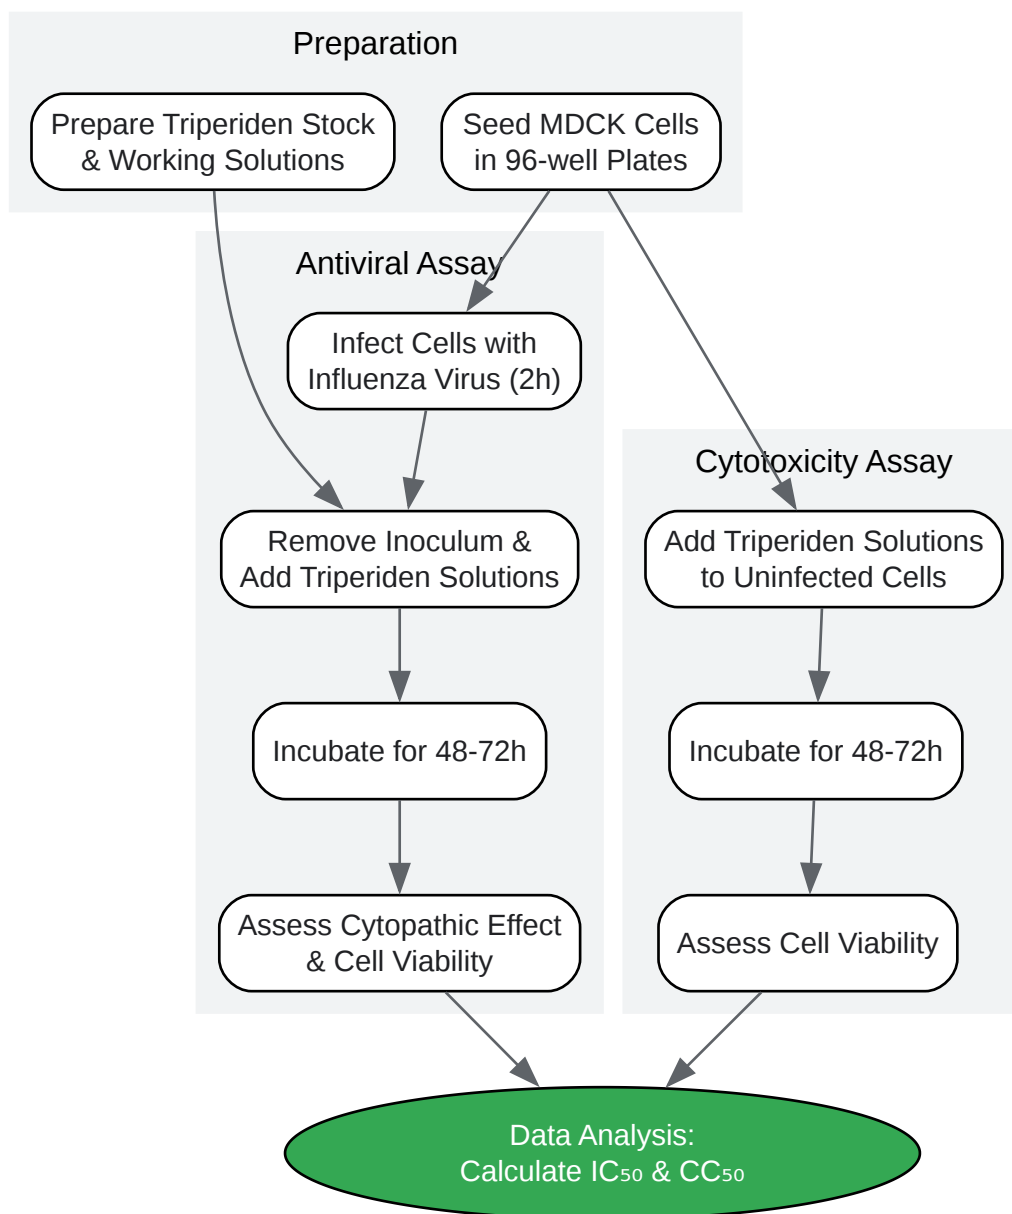 Preparation
Prepare Triperiden Stock
& Working Solutions
Seed MDCK Cells
in 96-well Plates
Antiviral Assay
Infect Cells with
Influenza Virus (2h)
Remove Inoculum &
Add Triperiden Solutions
Incubate for 48-72h
Assess Cytopathic Effect
& Cell Viability
Cytotoxicity Assay
Add Triperiden Solutions
to Uninfected Cells
Incubate for 48-72h
Assess Cell Viability
Data Analysis:
Calculate IC₅₀ & CC₅₀